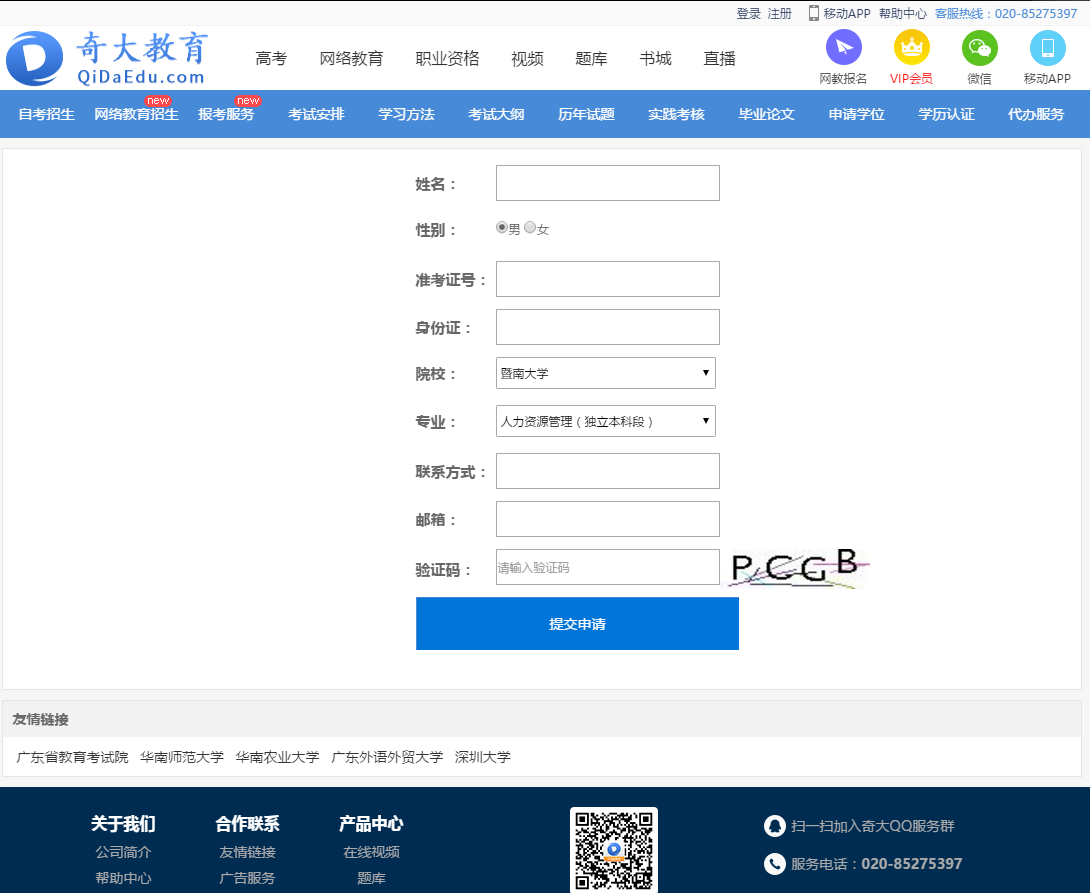 登录 注册 移动APP 帮助中心 客服热线：020-85275397
奇大教育
QiDaEdu.com
高考 网络教育 职业资格 视频 题库 书城 直播
网教报名 VIP会员 微信 移动APP
new new
自考招生 网络教育招生 报考服务 考试安排 学习方法 考试大纲 历年试题 实践考核 毕业论文 申请学位 学历认证 代办服务
姓名：
性别： 男 女
准考证号：
身份证：
院校： 暨南大学
专业： 人力资源管理（独立本科段）
联系方式：
邮箱：
验证码： 请输入验证码 PCGB
提交申请
友情链接
广东省教育考试院 华南师范大学 华南农业大学 广东外语外贸大学 深圳大学
关于我们 合作联系 产品中心
扫一扫加入奇大QQ服务群
公司简介 友情链接 在线视频
服务电话：020-85275397
帮助中心 广告服务 题库